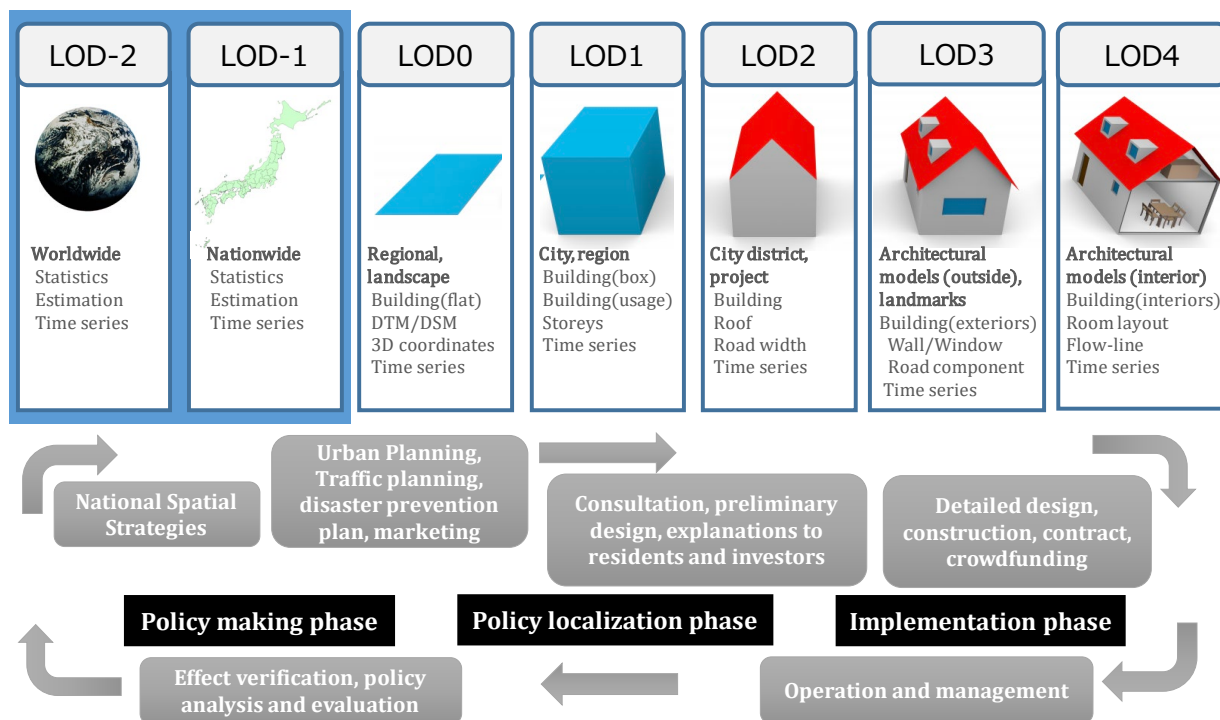 LOD-2
LOD-1
LOD0
LOD1
LOD2
LOD3
LOD4
Worldwide
Statistics
Estimation
Time series
Nationwide
Statistics
Estimation
Time series
Regional,
landscape
Building(flat)
DTM/DSM
3D coordinates
Time series
City, region
Building(box)
Building(usage)
Storeys
Time series
City district,
project
Building
Roof
Road width
Time series
Architectural
models (outside),
landmarks
Building(exteriors)
Wall/Window
Road component
Time series
Architectural
models (interior)
Building(interiors)
Room layout
Flow-line
Time series
National Spatial
Strategies
Urban Planning,
Traffic planning,
disaster prevention
plan, marketing
Consultation, preliminary
design, explanations to
residents and investors
Detailed design,
construction, contract,
crowdfunding
Policy making phase
Policy localization phase
Implementation phase
Effect verification, policy
analysis and evaluation
Operation and management